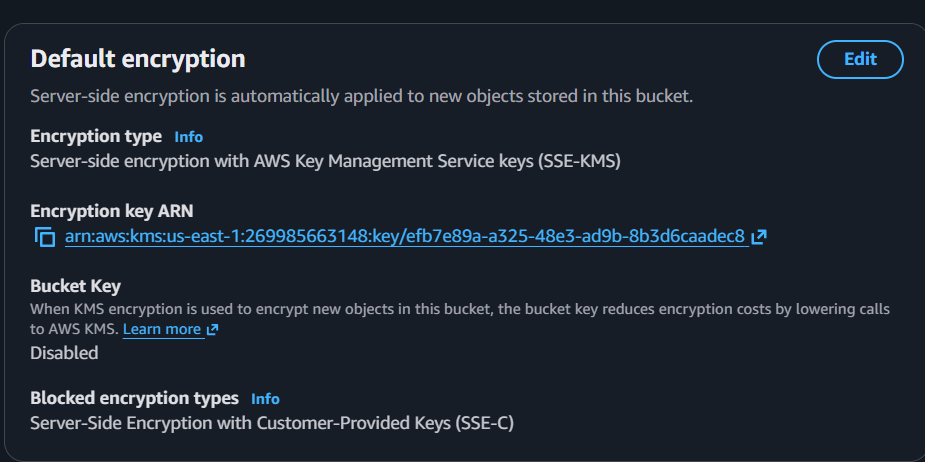 Default encryption
Edit
Server-side encryption is automatically applied to new objects stored in this bucket.
Encryption type Info
Server-side encryption with AWS Key Management Service keys (SSE-KMS)
Encryption key ARN
arn:aws:kms:us-east-1:269985663148:key/efb7e89a-a325-48e3-ad9b-8b3d6caadec8
Bucket Key
When KMS encryption is used to encrypt new objects in this bucket, the bucket key reduces encryption costs by lowering calls
to AWS KMS. Learn more
Disabled
Blocked encryption types Info
Server-Side Encryption with Customer-Provided Keys (SSE-C)